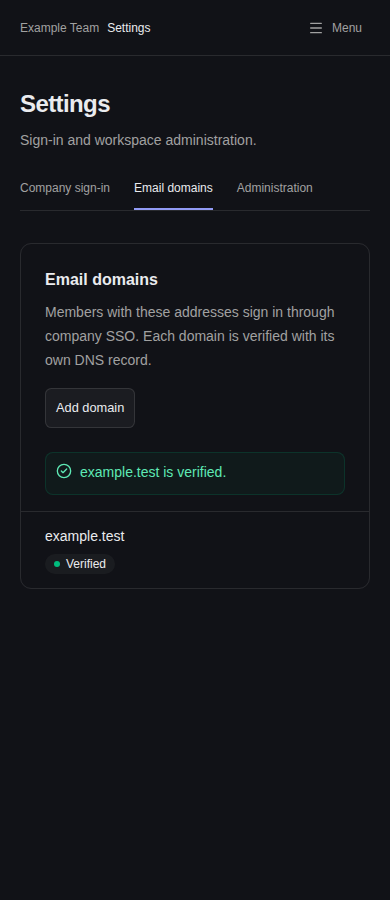 Example Team Settings
Menu
Settings
Sign-in and workspace administration.
Company sign-in
Email domains
Administration
Email domains
Members with these addresses sign in through
company SSO. Each domain is verified with its
own DNS record.
Add domain
example.test is verified.
example.test
Verified